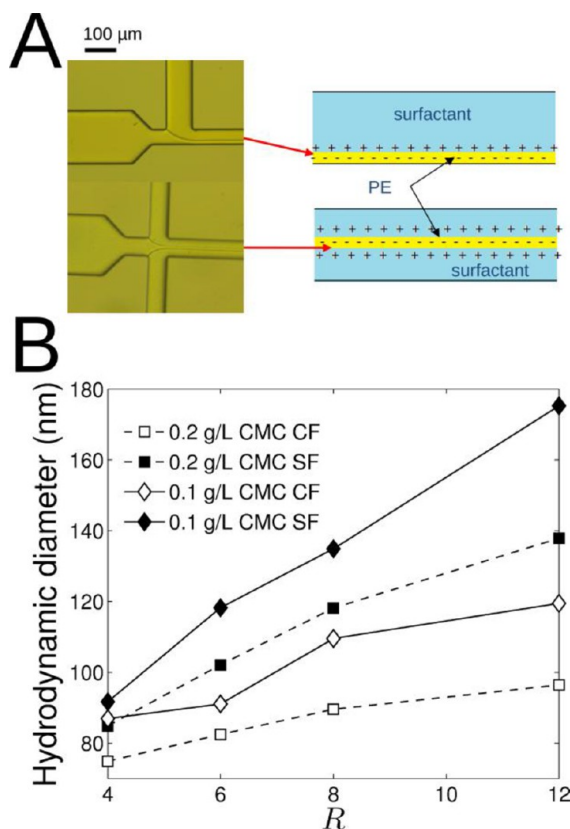 A
100 µm
surfactant
+ + + + + + + + + + + + + + +
- - - - - - - - - - - - - -
PE
+ + + + + + + + + + + + + + +
- - - - - - - - - - - - - -
+ + + + + + + + + + + + + + +
surfactant
B
Hydrodynamic diameter (nm)
180
160
140
120
100
80
0.2 g/L CMC CF
0.2 g/L CMC SF
0.1 g/L CMC CF
0.1 g/L CMC SF
4 6 8 10 12
R